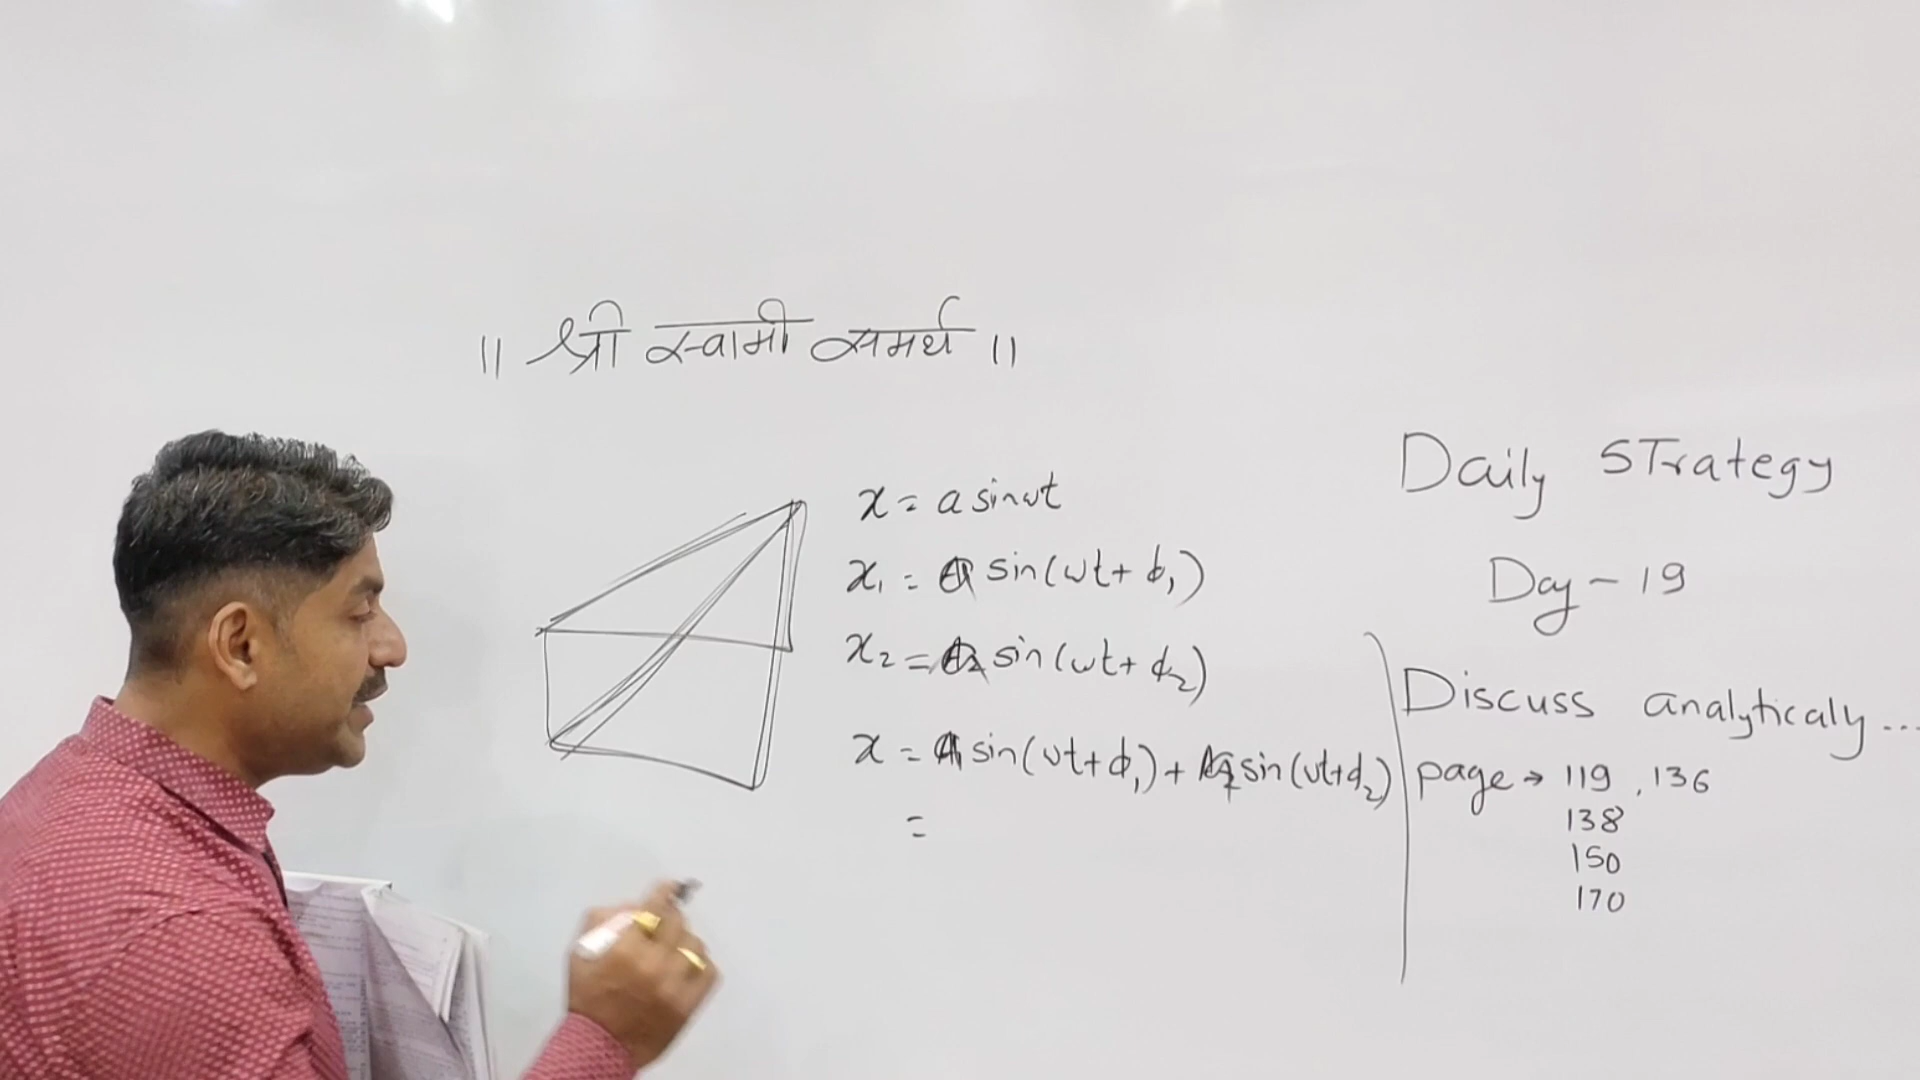 ॥ श्री स्वामी समर्थ ॥
x = a sinωt
x₁ = A₁ sin(ωt + ϕ₁)
x₂ = A₂ sin(ωt + ϕ₂)
x = A₁ sin(ωt + ϕ₁) + A₂ sin(ωt + ϕ₂)
=
Daily STrategy
Day - 19
Discuss analyticaly ...
page → 119, 136
138
150
170